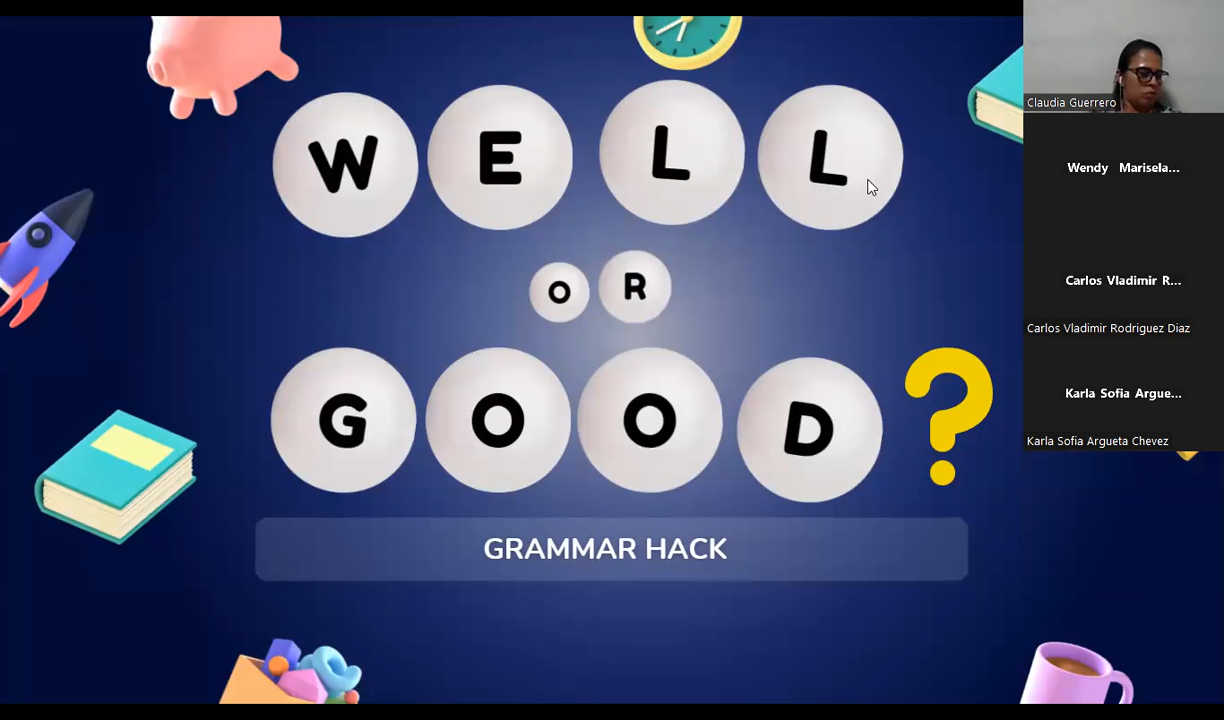 WELL
OR
GOOD?
GRAMMAR HACK
Claudia Guerrero
Wendy Marisela...
Carlos Vladimir R...
Carlos Vladimir Rodriguez Diaz
Karla Sofia Argue...
Karla Sofia Argueta Chevez